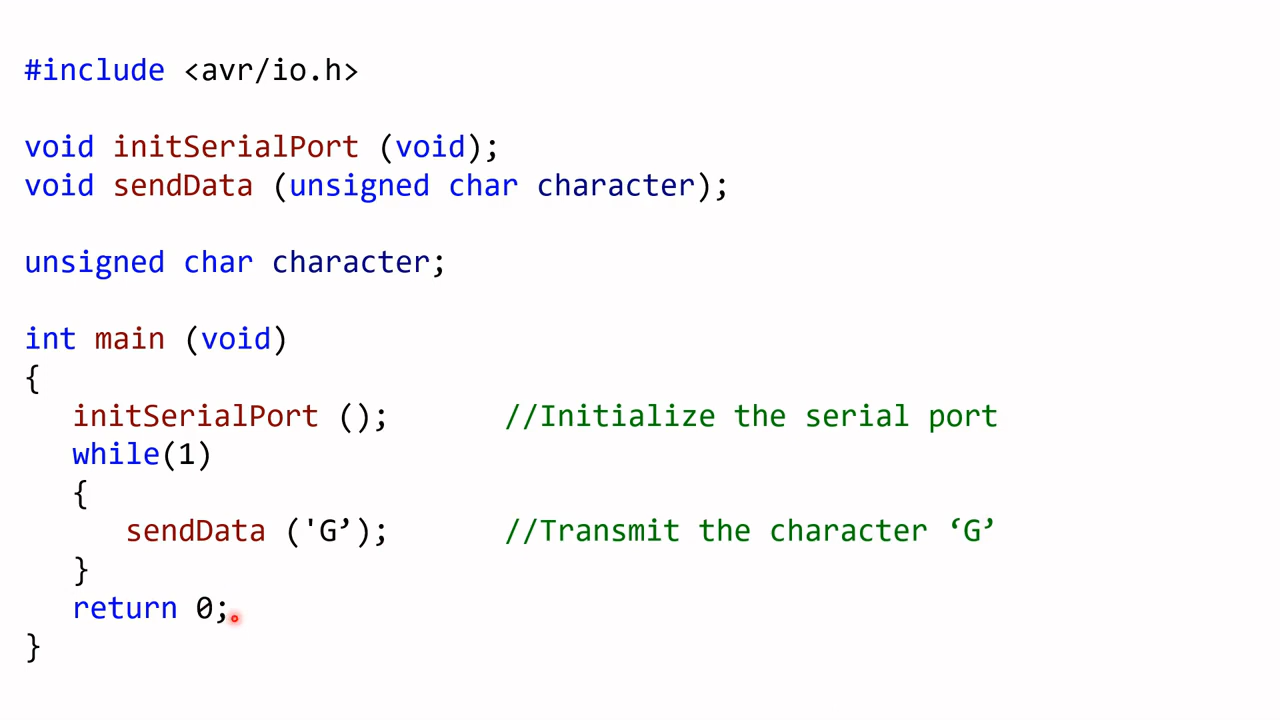 #include <avr/io.h>
void initSerialPort (void);
void sendData (unsigned char character);
unsigned char character;
int main (void)
{
initSerialPort (); //Initialize the serial port
while(1)
{
sendData ('G’); //Transmit the character ‘G’
}
return 0;
}